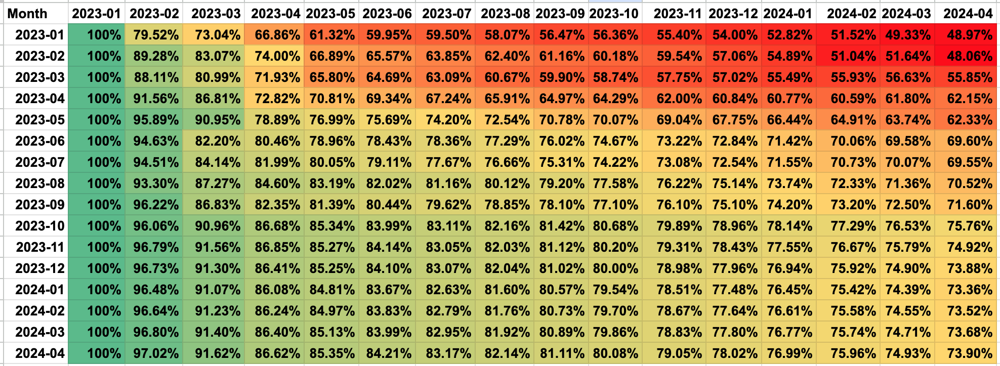 Month 2023-01 2023-02 2023-03 2023-04 2023-05 2023-06 2023-07 2023-08 2023-09 2023-10 2023-11 2023-12 2024-01 2024-02 2024-03 2024-04
2023-01 100% 79.52% 73.04% 66.86% 61.32% 59.95% 59.50% 58.07% 56.47% 56.36% 55.40% 54.00% 52.82% 51.52% 49.33% 48.97%
2023-02 100% 89.28% 83.07% 74.00% 66.89% 65.57% 63.85% 62.40% 61.16% 60.18% 59.54% 57.06% 54.89% 51.04% 51.64% 48.06%
2023-03 100% 88.11% 80.99% 71.93% 65.80% 64.69% 63.09% 60.67% 59.90% 58.74% 57.75% 57.02% 55.49% 55.93% 56.63% 55.85%
2023-04 100% 91.56% 86.81% 72.82% 70.81% 69.34% 67.24% 65.91% 64.97% 64.29% 62.00% 60.84% 60.77% 60.59% 61.80% 62.15%
2023-05 100% 95.89% 90.95% 78.89% 76.99% 75.69% 74.20% 72.54% 70.78% 70.07% 69.04% 67.75% 66.44% 64.91% 63.74% 62.33%
2023-06 100% 94.63% 82.20% 80.46% 78.96% 78.43% 78.36% 77.29% 76.02% 74.67% 73.22% 72.84% 71.42% 70.06% 69.58% 69.60%
2023-07 100% 94.51% 84.14% 81.99% 80.05% 79.11% 77.67% 76.66% 75.31% 74.22% 73.08% 72.54% 71.55% 70.73% 70.07% 69.55%
2023-08 100% 93.30% 87.27% 84.60% 83.19% 82.02% 81.16% 80.12% 79.20% 77.58% 76.22% 75.14% 73.74% 72.33% 71.36% 70.52%
2023-09 100% 96.22% 86.83% 82.35% 81.39% 80.44% 79.62% 78.85% 78.10% 77.10% 76.10% 75.10% 74.20% 73.20% 72.50% 71.60%
2023-10 100% 96.06% 90.96% 86.68% 85.34% 83.99% 83.11% 82.16% 81.42% 80.68% 79.89% 78.96% 78.14% 77.29% 76.53% 75.76%
2023-11 100% 96.79% 91.56% 86.85% 85.27% 84.14% 83.05% 82.03% 81.12% 80.20% 79.31% 78.43% 77.55% 76.67% 75.79% 74.92%
2023-12 100% 96.73% 91.30% 86.41% 85.25% 84.10% 83.07% 82.04% 81.02% 80.00% 78.98% 77.96% 76.94% 75.92% 74.90% 73.88%
2024-01 100% 96.48% 91.07% 86.08% 84.81% 83.67% 82.63% 81.60% 80.57% 79.54% 78.51% 77.48% 76.45% 75.42% 74.39% 73.36%
2024-02 100% 96.64% 91.23% 86.24% 84.97% 83.83% 82.79% 81.76% 80.73% 79.70% 78.67% 77.64% 76.61% 75.58% 74.55% 73.52%
2024-03 100% 96.80% 91.40% 86.40% 85.13% 83.99% 82.95% 81.92% 80.89% 79.86% 78.83% 77.80% 76.77% 75.74% 74.71% 73.68%
2024-04 100% 97.02% 91.62% 86.62% 85.35% 84.21% 83.17% 82.14% 81.11% 80.08% 79.05% 78.02% 76.99% 75.96% 74.93% 73.90%